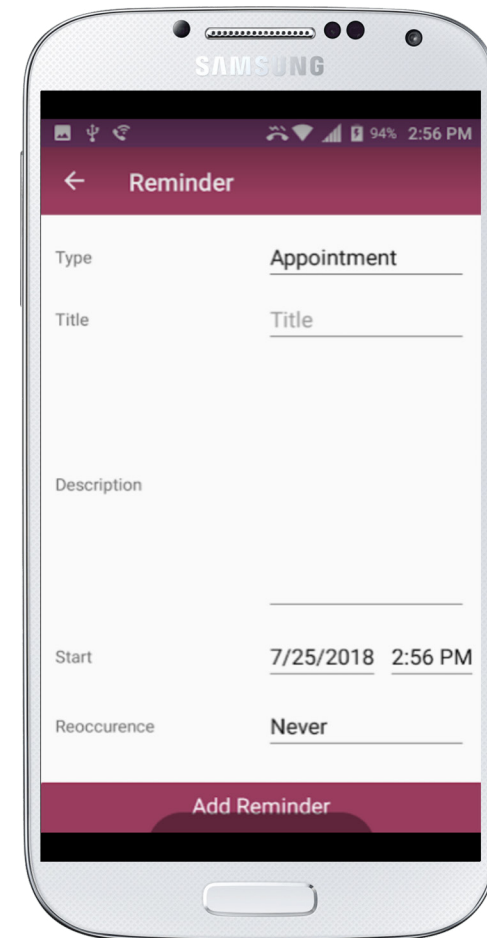 SAMSUNG
94% 2:56 PM
Reminder
Type Appointment
Title Title
Description
Start 7/25/2018 2:56 PM
Reoccurence Never
Add Reminder